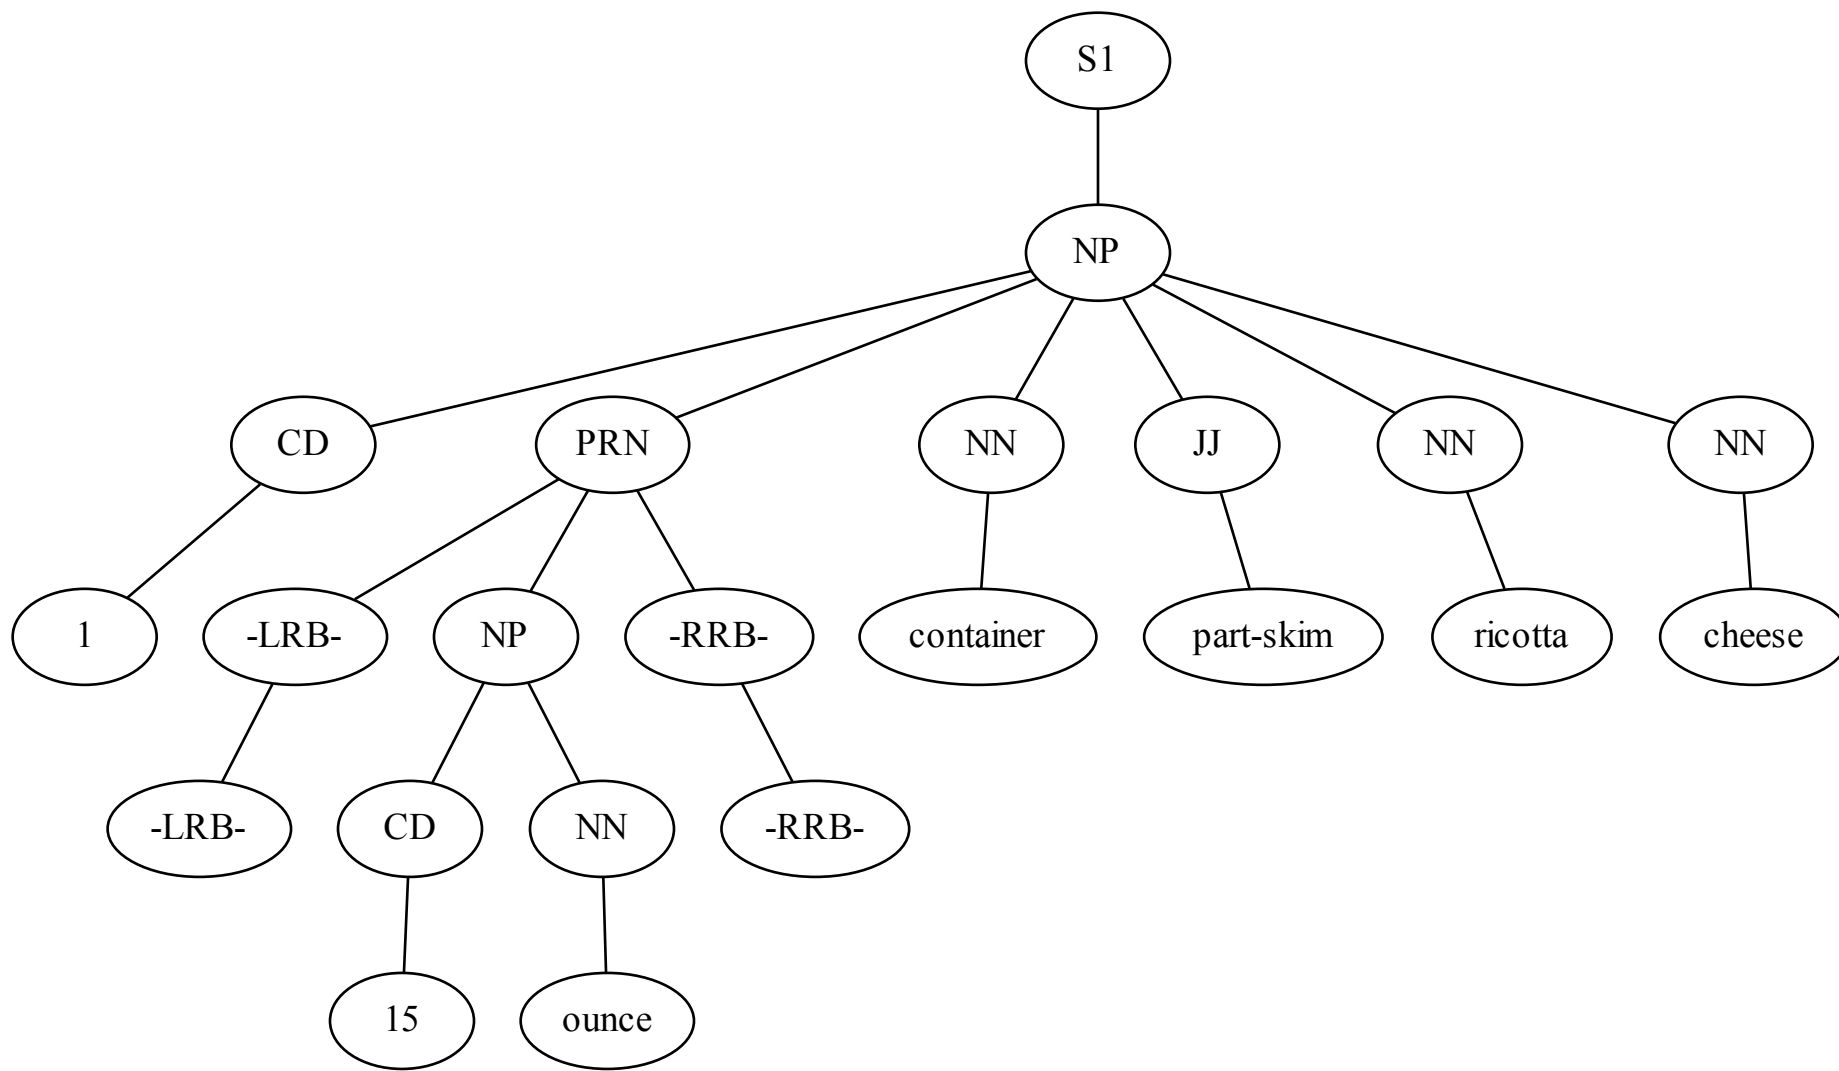 S1
NP
CD PRN NN JJ NN NN
1 -LRB- NP -RRB- container part-skim ricotta cheese
-LRB- CD NN -RRB-
15 ounce